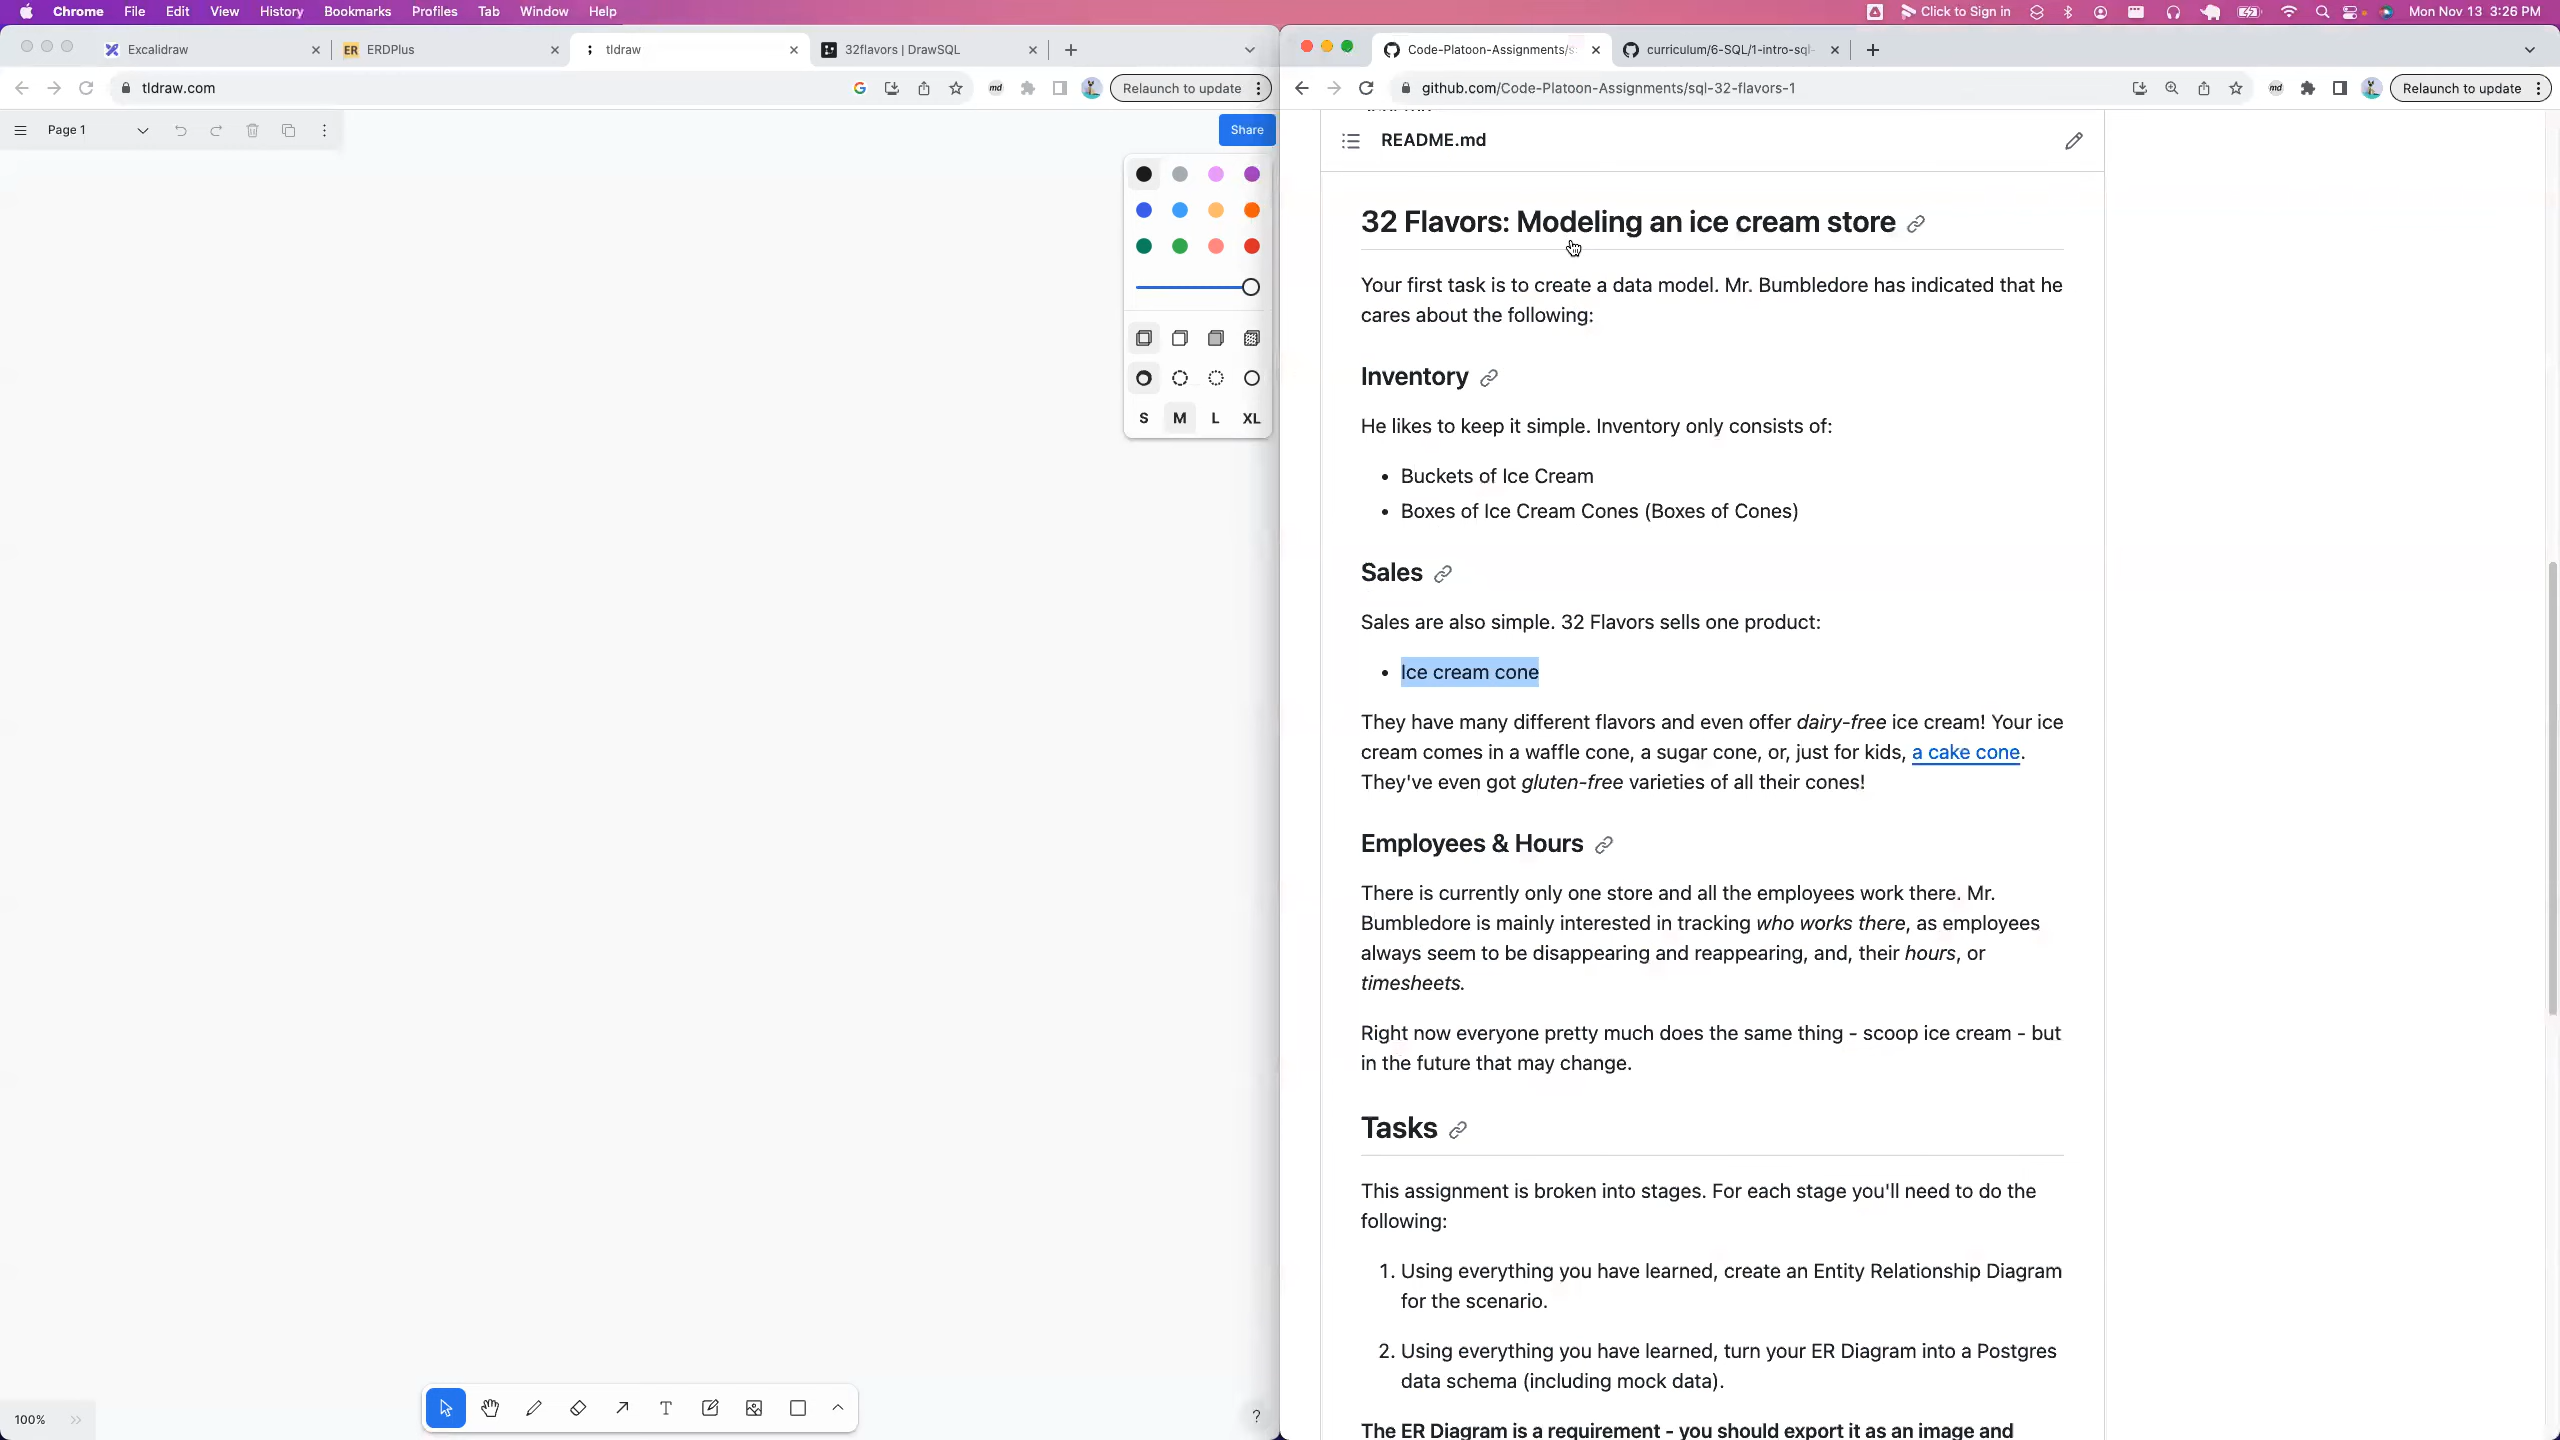 Chrome File Edit View History Bookmarks Profiles Tab Window Help
Click to Sign in
Mon Nov 13 3:26 PM
Excalidraw
ER ERDPlus
tldraw
32flavors | DrawSQL
tldraw.com
Relaunch to update
Page 1
Share
S M L XL
100%
?
Code-Platoon-Assignments/s
curriculum/6-SQL/1-intro-sql-
github.com/Code-Platoon-Assignments/sql-32-flavors-1
Relaunch to update
README.md
32 Flavors: Modeling an ice cream store
Your first task is to create a data model. Mr. Bumbledore has indicated that he
cares about the following:
Inventory
He likes to keep it simple. Inventory only consists of:
• Buckets of Ice Cream
• Boxes of Ice Cream Cones (Boxes of Cones)
Sales
Sales are also simple. 32 Flavors sells one product:
• Ice cream cone
They have many different flavors and even offer dairy-free ice cream! Your ice
cream comes in a waffle cone, a sugar cone, or, just for kids, a cake cone.
They've even got gluten-free varieties of all their cones!
Employees & Hours
There is currently only one store and all the employees work there. Mr.
Bumbledore is mainly interested in tracking who works there, as employees
always seem to be disappearing and reappearing, and, their hours, or
timesheets.
Right now everyone pretty much does the same thing - scoop ice cream - but
in the future that may change.
Tasks
This assignment is broken into stages. For each stage you'll need to do the
following:
1. Using everything you have learned, create an Entity Relationship Diagram
for the scenario.
2. Using everything you have learned, turn your ER Diagram into a Postgres
data schema (including mock data).
The ER Diagram is a requirement - you should export it as an image and